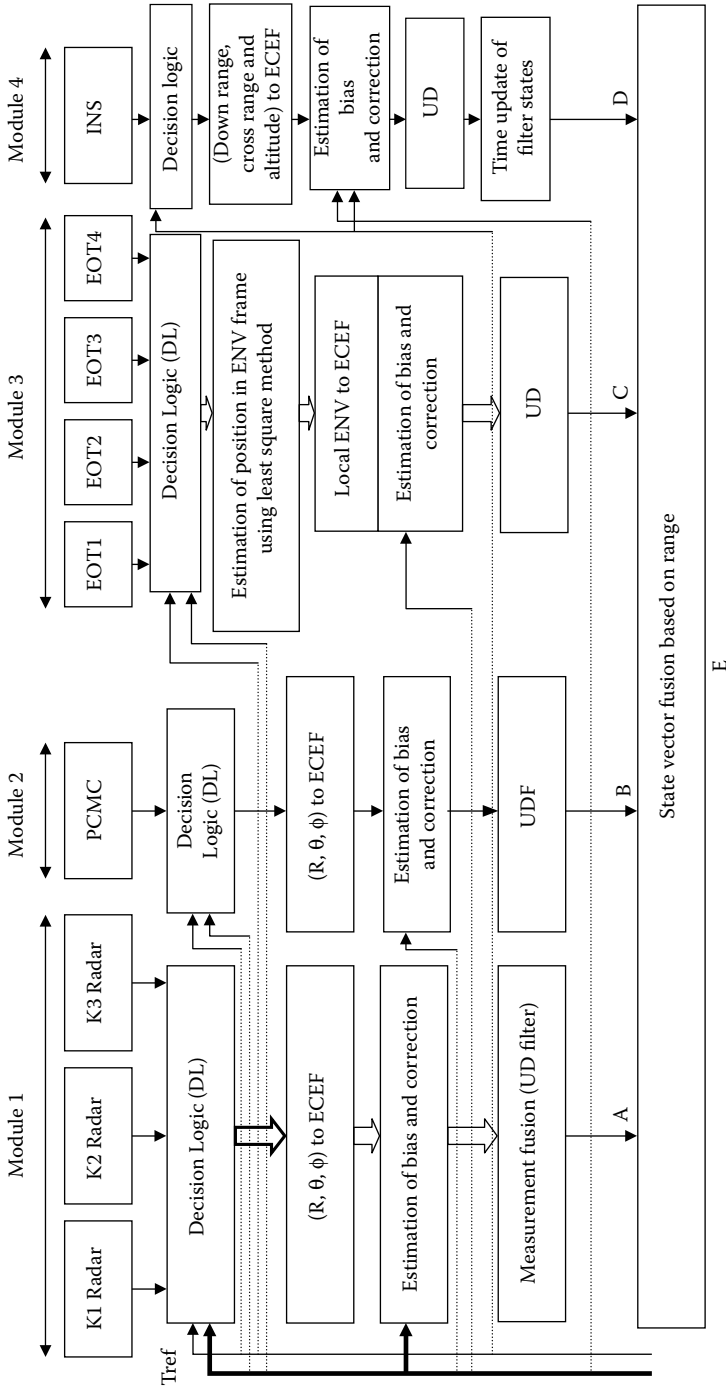 Module 1
Module 2
Module 3
Module 4
K1 Radar
K2 Radar
K3 Radar
PCMC
EOT1
EOT2
EOT3
EOT4
INS
Tref
Decision Logic (DL)
(R, θ, ϕ) to ECEF
Estimation of bias and correction
Measurement fusion (UD filter)
A
Decision
Logic (DL)
(R, θ, ϕ) to ECEF
Estimation of bias
and correction
UDF
B
Decision Logic (DL)
Estimation of position in ENV frame
using least square method
Local ENV to ECEF
Estimation of bias and
correction
UD
C
Decision logic
(Down range,
cross range and
altitude) to ECEF
Estimation of
bias
and correction
UD
Time update of
filter states
D
State vector fusion based on range
E